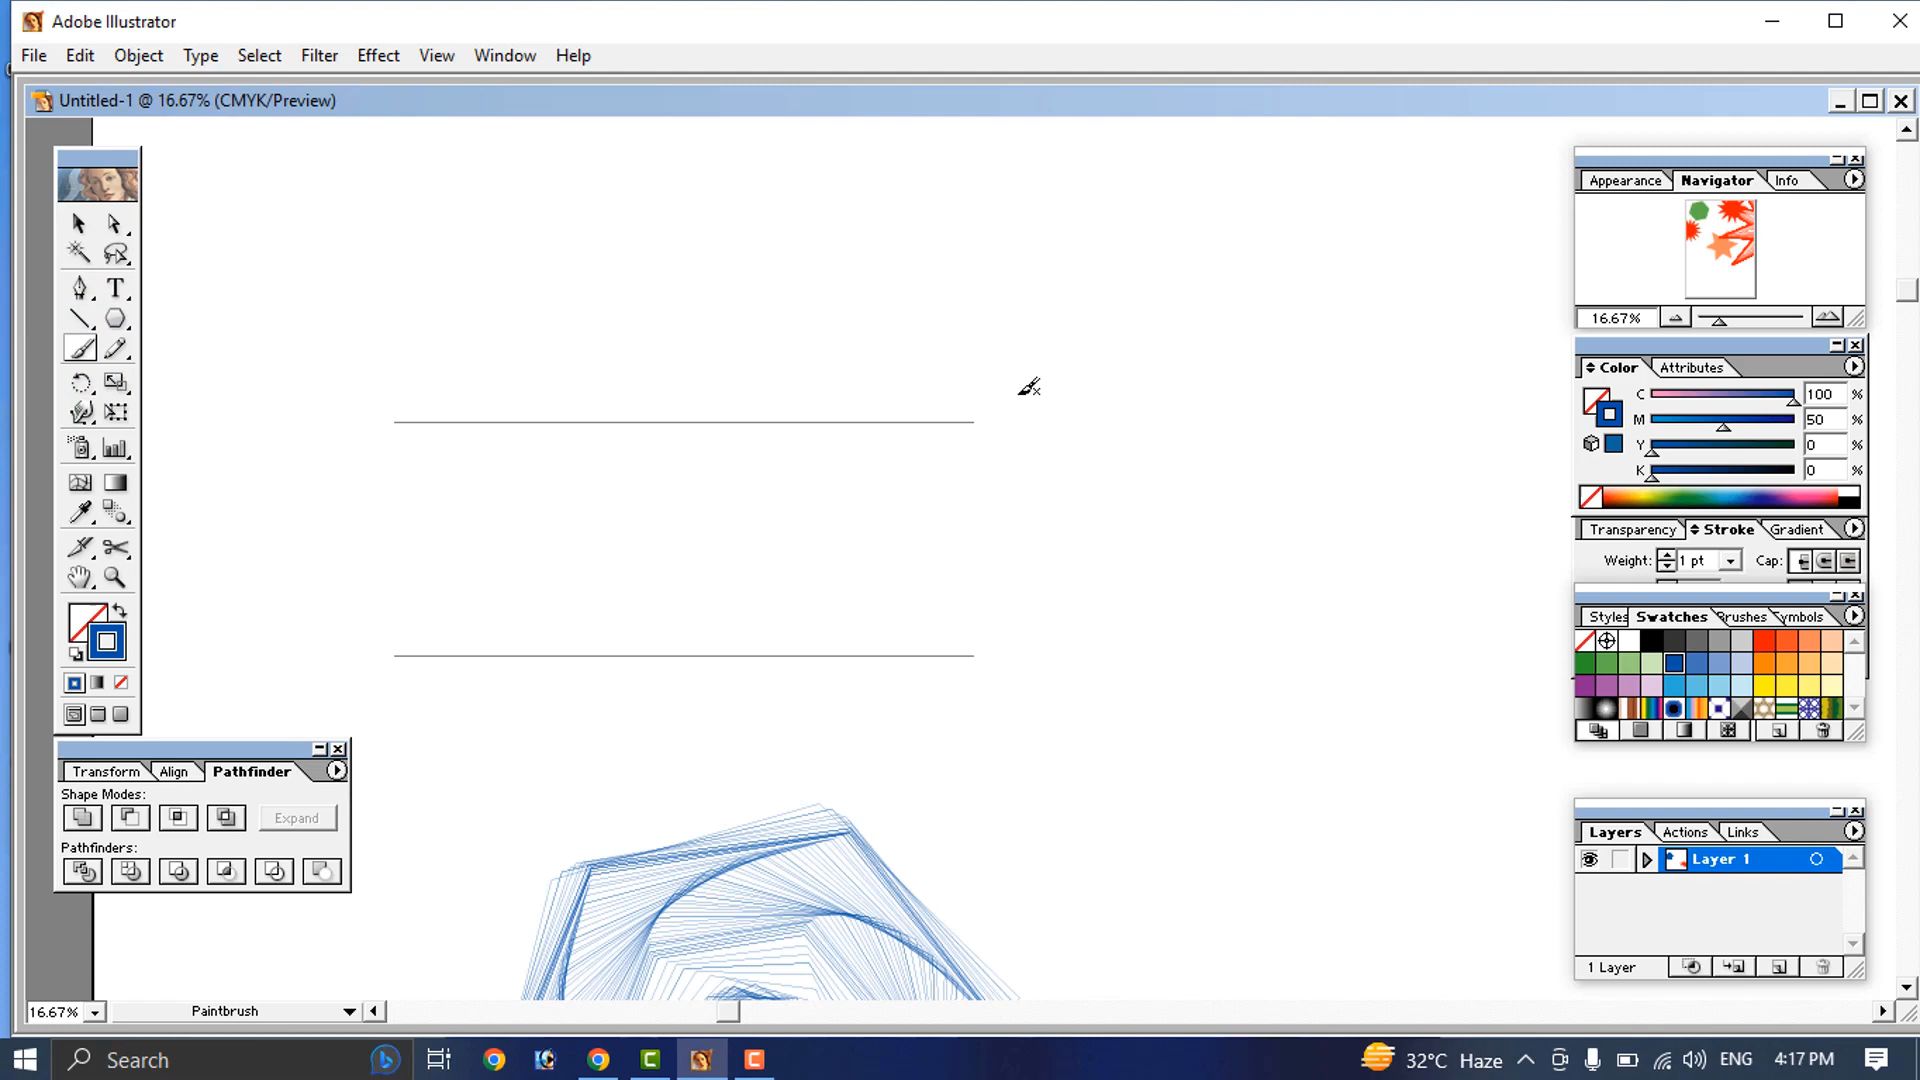 Adobe Illustrator
File Edit Object Type Select Filter Effect View Window Help
Untitled-1 @ 16.67% (CMYK/Preview)
Appearance Navigator Info
16.67%
Color Attributes
C 100 %
M 50 %
Y 0 %
K 0 %
Transparency Stroke Gradient
Weight: 1 pt Cap:
Styles Swatches Brushes Symbols
Transform Align Pathfinder
Shape Modes:
Expand
Pathfinders:
Layers Actions Links
Layer 1
1 Layer
16.67% Paintbrush
Search 32°C Haze ENG 4:17 PM